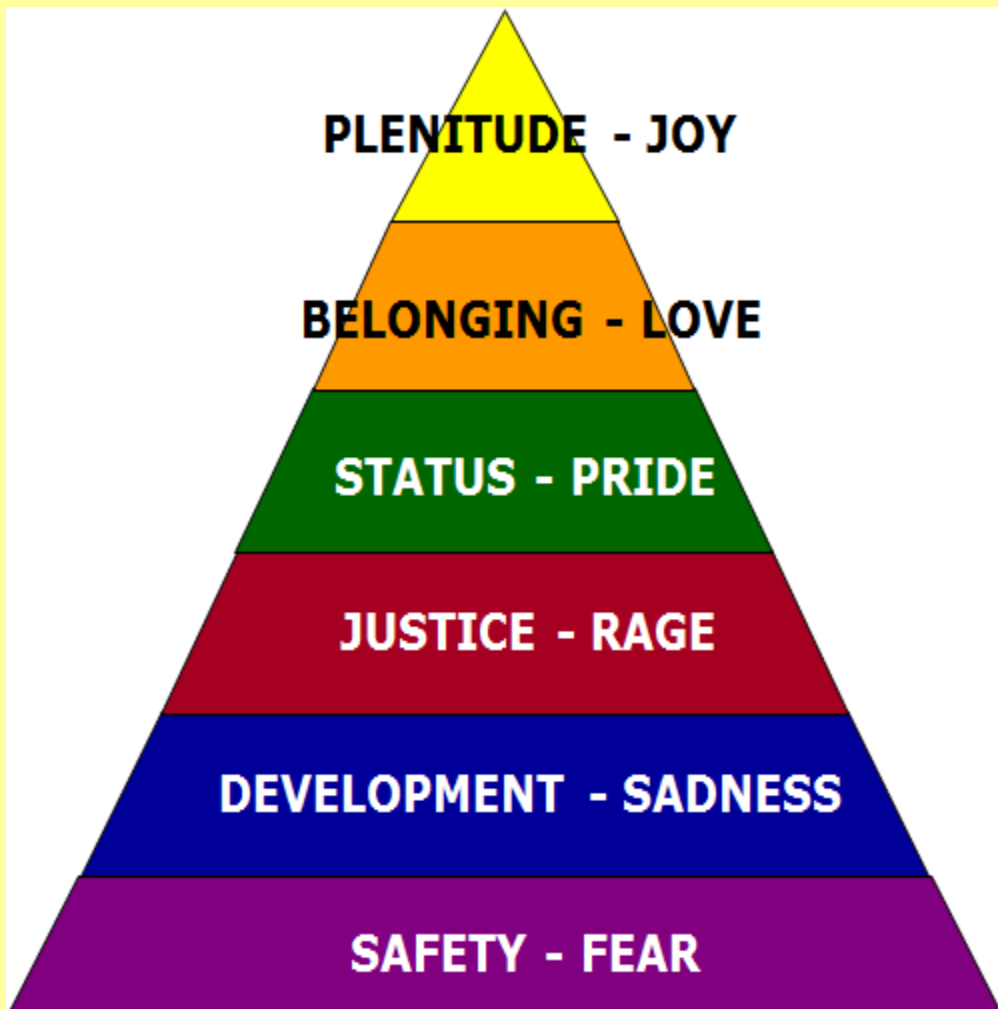 PLENITUDE - JOY
BELONGING - LOVE
STATUS - PRIDE
JUSTICE - RAGE
DEVELOPMENT - SADNESS
SAFETY - FEAR